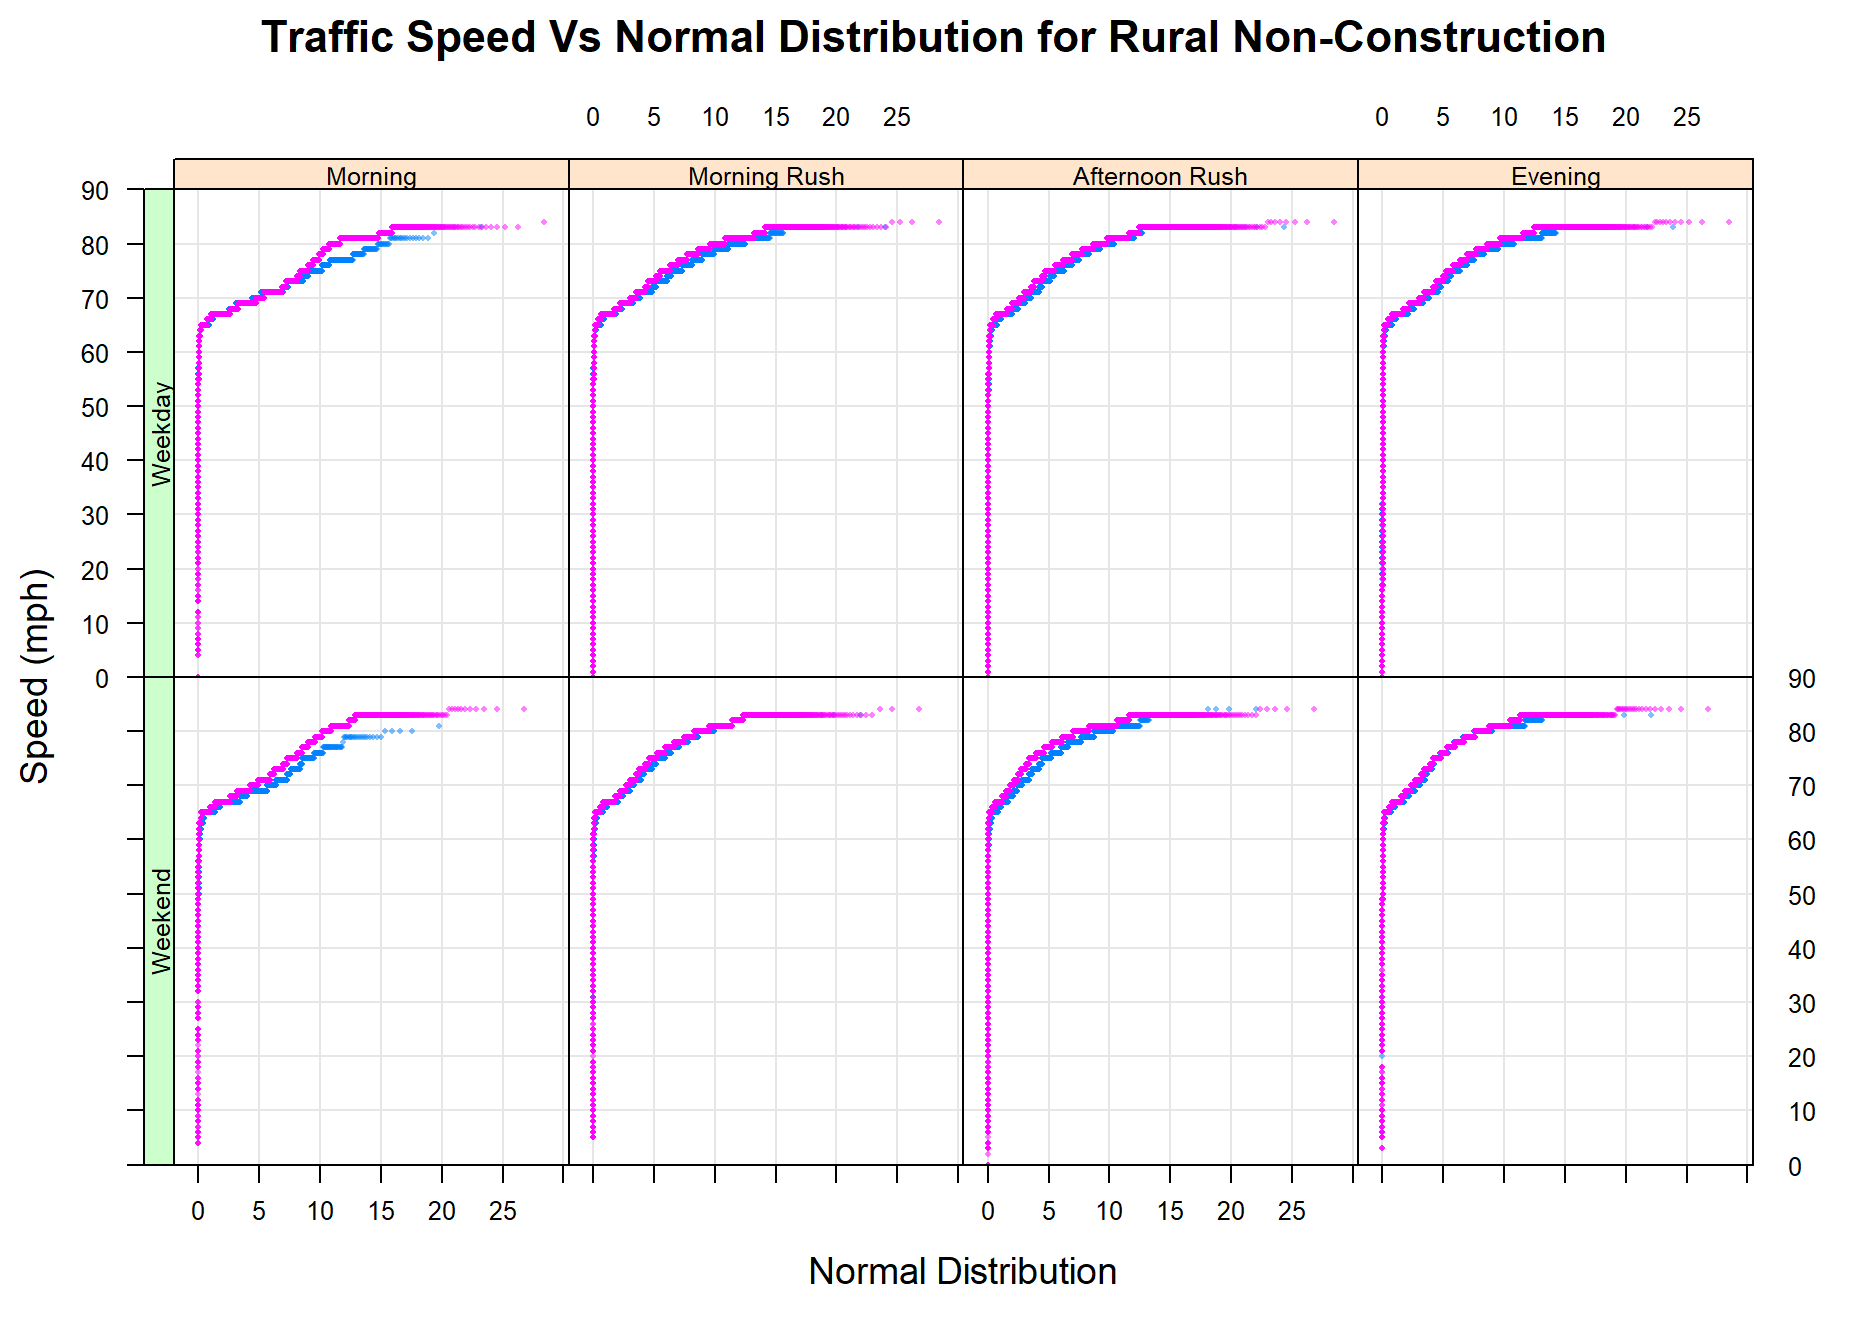 Traffic Speed Vs Normal Distribution for Rural Non-Construction
0 5 10 15 20 25 0 5 10 15 20 25
Morning Morning Rush Afternoon Rush Evening
90
80
70
60
50
40
30
20
10
0
Weekday
Weekend
Speed (mph)
90
80
70
60
50
40
30
20
10
0
0 5 10 15 20 25 0 5 10 15 20 25
Normal Distribution